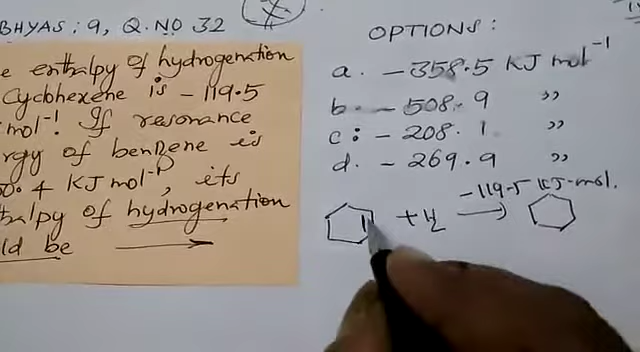 BHYAS: 9, Q. NO 32
e enthalpy of hydrogenation
Cyclohexene is - 119.5
mol⁻¹. If resonance
rgy of benzene is
0.4 KJ mol⁻¹, its
halpy of hydrogenation
ld be
OPTIONS:
a. - 358.5 KJ mol⁻¹
b. - 508.9 "
c: - 208.1 "
d. - 269.9 "
-119.5 KJ-mol.
+ H₂